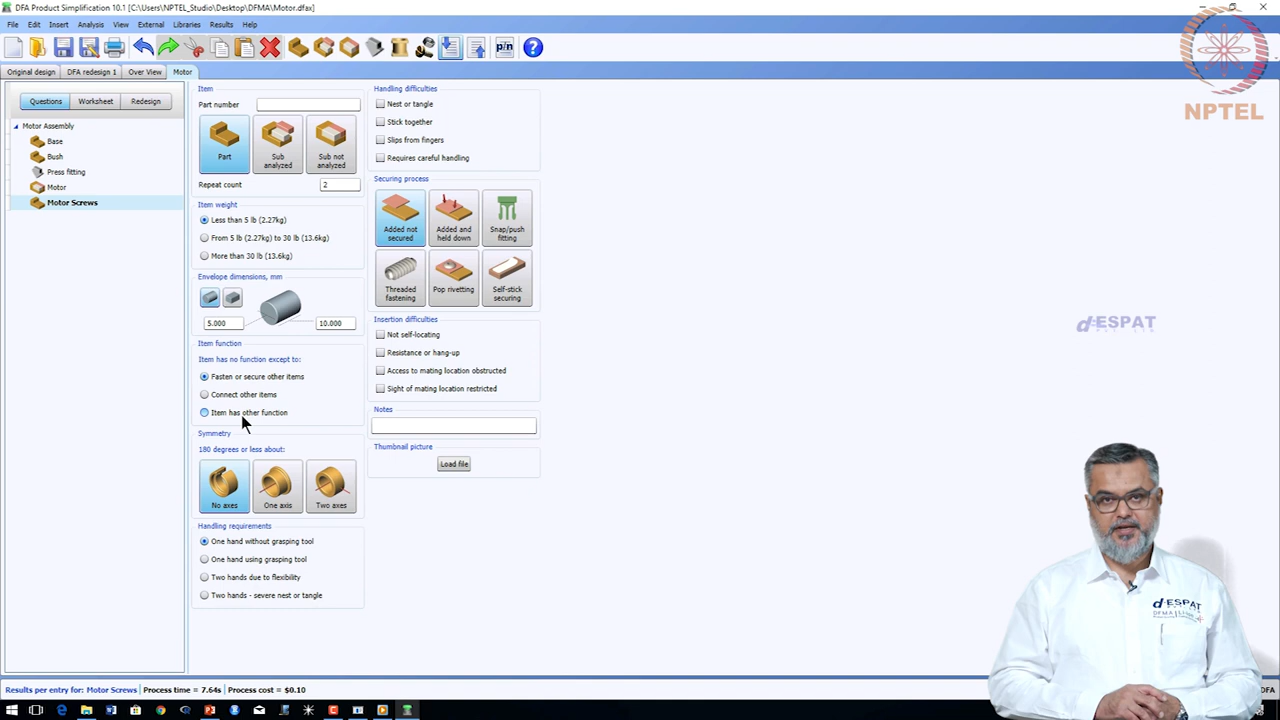 DFA Product Simplification 10.1 [C:\Users\NPTEL_Studio\Desktop\DFMA\Motor.dfax]
File Edit Insert Analysis View External Libraries Results Help
Original design DFA redesign 1 Over View Motor
Questions Worksheet Redesign
Motor Assembly
Base
Bush
Press fitting
Motor
Motor Screws
Item
Part number
Part
Sub analyzed
Sub not analyzed
Repeat count 2
Item weight
Less than 5 lb (2.27kg)
From 5 lb (2.27kg) to 30 lb (13.6kg)
More than 30 lb (13.6kg)
Envelope dimensions, mm
5.000 10.000
Item function
Item has no function except to:
Fasten or secure other items
Connect other items
Item has other function
Symmetry
180 degrees or less about:
No axes One axis Two axes
Handling requirements
One hand without grasping tool
One hand using grasping tool
Two hands due to flexibility
Two hands - severe nest or tangle
Handling difficulties
Nest or tangle
Stick together
Slips from fingers
Requires careful handling
Securing process
Added not secured
Added and held down
Snap/push fitting
Threaded fastening
Pop rivetting
Self-stick securing
Insertion difficulties
Not self-locating
Resistance or hang-up
Access to mating location obstructed
Sight of mating location restricted
Notes
Thumbnail picture
Load file
NPTEL
d-ESPAT
d-ESPAT
Results per entry for: Motor Screws Process time = 7.64s Process cost = $0.10
DFA